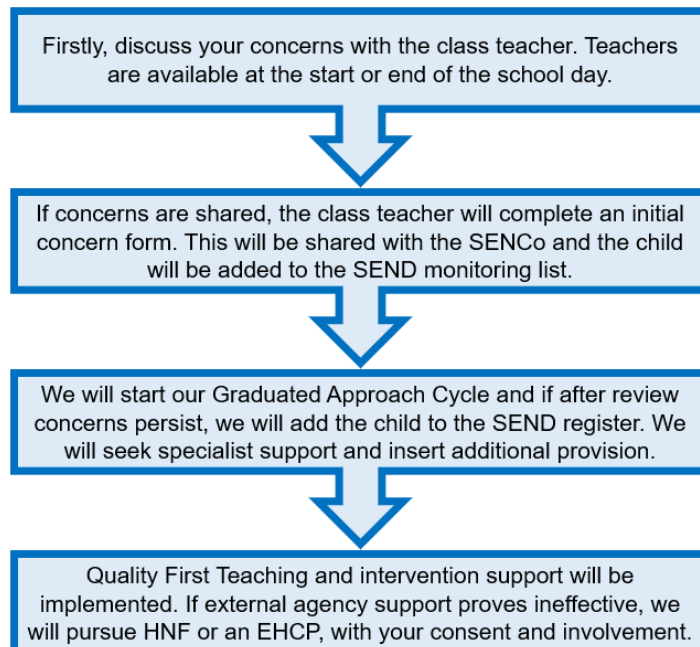 Firstly, discuss your concerns with the class teacher. Teachers
are available at the start or end of the school day.
If concerns are shared, the class teacher will complete an initial
concern form. This will be shared with the SENCo and the child
will be added to the SEND monitoring list.
We will start our Graduated Approach Cycle and if after review
concerns persist, we will add the child to the SEND register. We
will seek specialist support and insert additional provision.
Quality First Teaching and intervention support will be
implemented. If external agency support proves ineffective, we
will pursue HNF or an EHCP, with your consent and involvement.